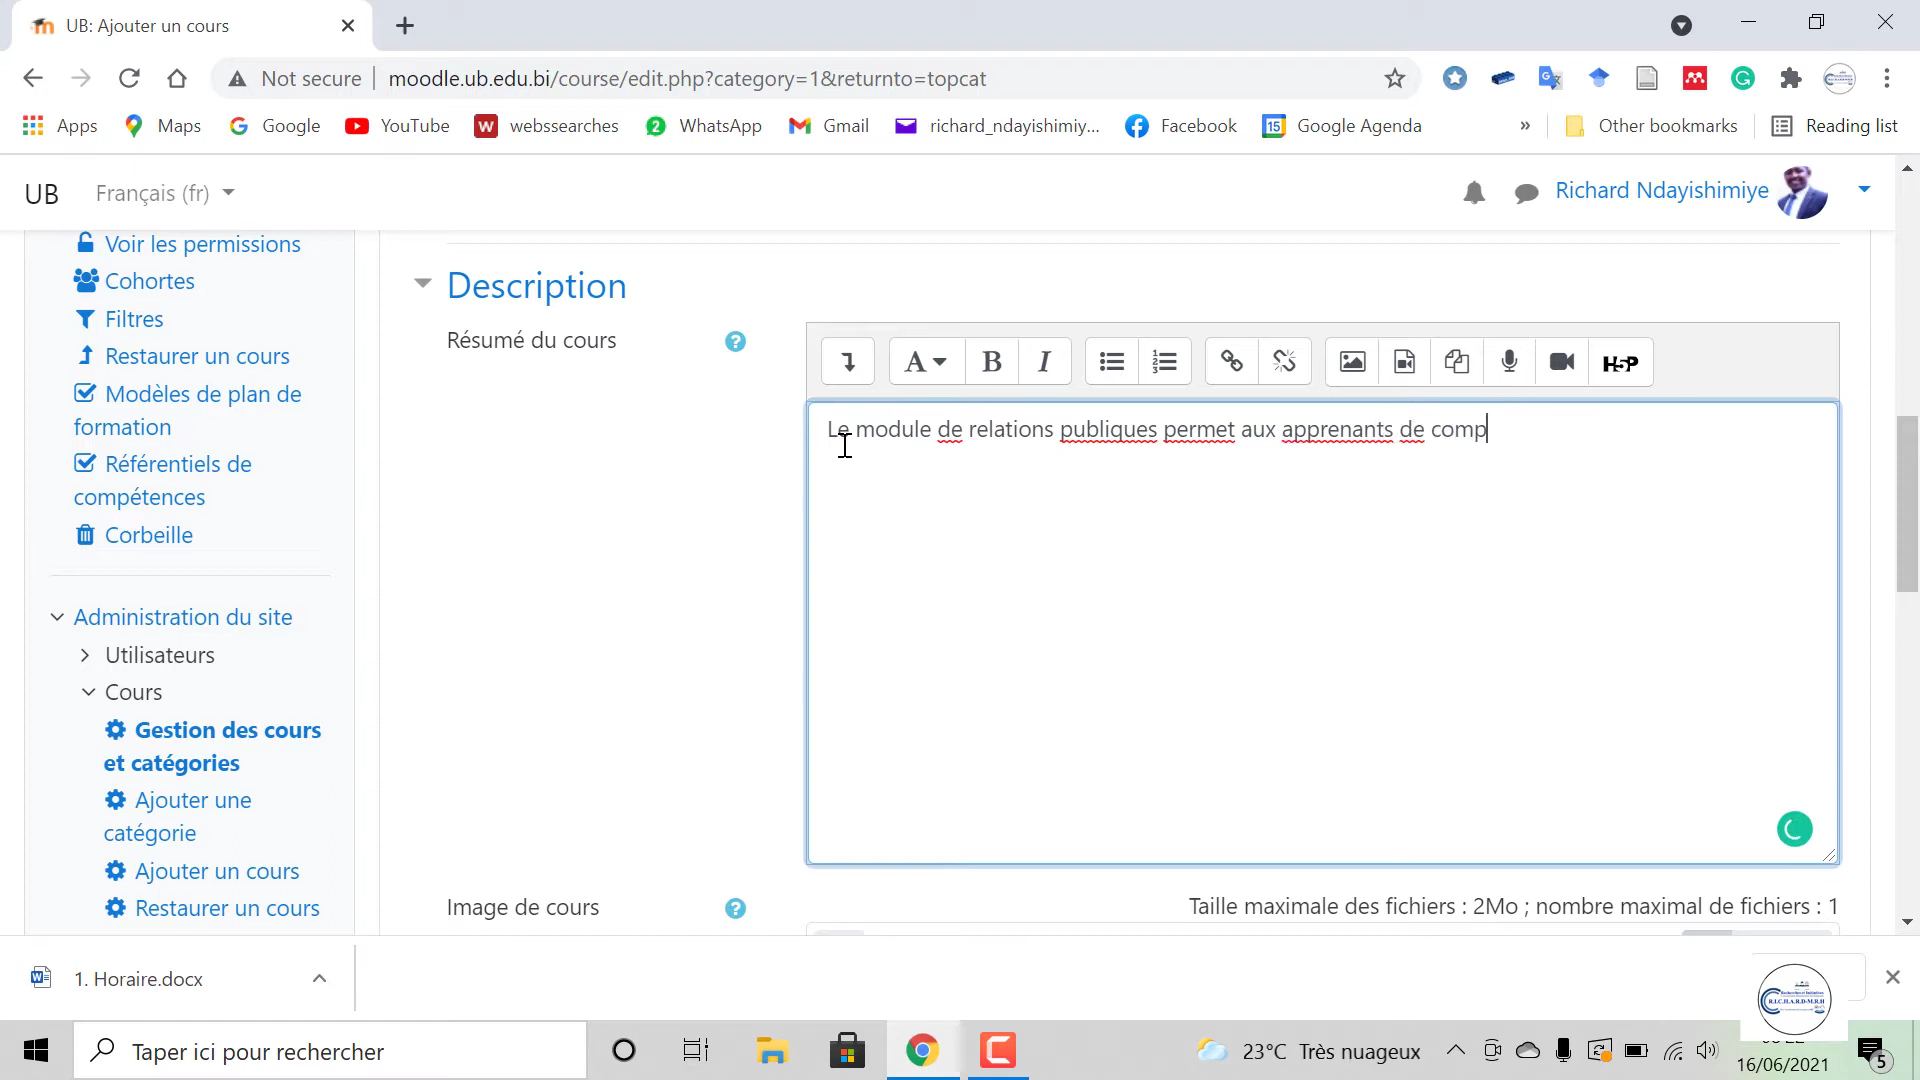 UB: Ajouter un cours
Not secure
moodle.ub.edu.bi/course/edit.php?category=1&returnto=topcat
Apps
Maps
Google
YouTube
webssearches
WhatsApp
Gmail
richard_ndayishimiy...
Facebook
Google Agenda
»
Other bookmarks
Reading list
UB
Français (fr)
Richard Ndayishimiye
Voir les permissions
Cohortes
Filtres
Restaurer un cours
Modèles de plan de
formation
Référentiels de
compétences
Corbeille
Administration du site
Utilisateurs
Cours
Gestion des cours
et catégories
Ajouter une
catégorie
Ajouter un cours
Restaurer un cours
Description
Résumé du cours
A
B
I
H5P
Le module de relations publiques permet aux apprenants de comp
Image de cours
Taille maximale des fichiers : 2Mo ; nombre maximal de fichiers : 1
1. Horaire.docx
R.I.C.H.A.R.D-M.R.H
Taper ici pour rechercher
23°C Très nuageux
16/06/2021
5